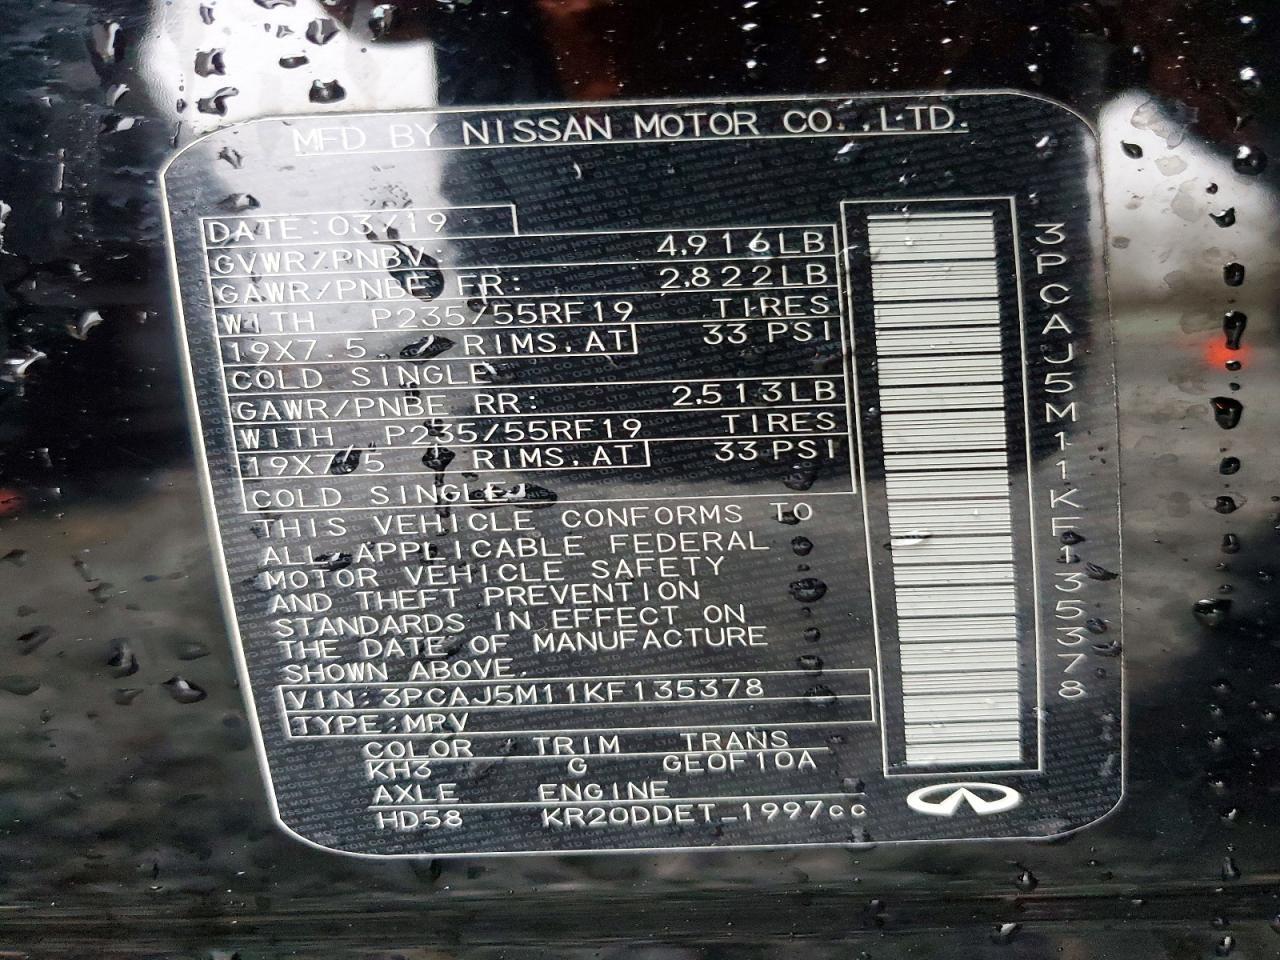 MFD BY NISSAN MOTOR CO.,LTD.
DATE:03/19
GVWR/PNBV: 4,916LB
GAWR/PNBE FR: 2,822LB
WITH P235/55RF19 TIRES
19X7.5 RIMS,AT 33 PSI
COLD SINGLE
GAWR/PNBE RR: 2,513LB
WITH P235/55RF19 TIRES
19X7.5 RIMS,AT 33 PSI
COLD SINGLE
THIS VEHICLE CONFORMS TO
ALL APPLICABLE FEDERAL
MOTOR VEHICLE SAFETY
AND THEFT PREVENTION
STANDARDS IN EFFECT ON
THE DATE OF MANUFACTURE
SHOWN ABOVE.
VIN:3PCAJ5M11KF135378
TYPE:MRV
COLOR TRIM TRANS
KH3 G GE0F10A
AXLE ENGINE
HD58 KR20DDET_1997cc
3PCAJ5M11KF135378